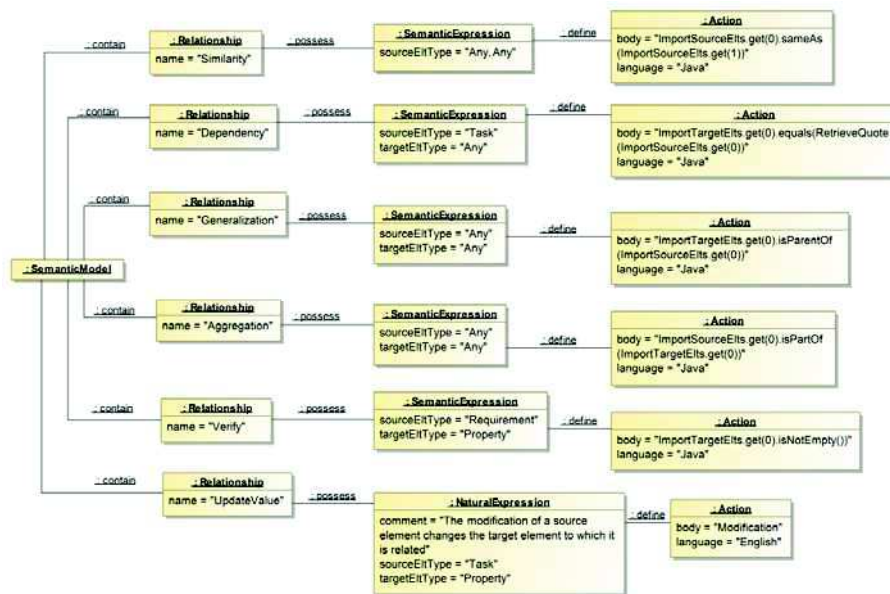 : contain
: Relationship
name = "Similarity"
: possess
: SemanticExpression
sourceEltType = "Any, Any"
: define
: Action
body = "ImportSourceElts.get(0).sameAs
(ImportSourceElts.get(1))"
language = "Java"
: contain
: Relationship
name = "Dependency"
: possess
: SemanticExpression
sourceEltType = "Task"
targetEltType = "Any"
: define
: Action
body = "ImportTargetElts.get(0).equals(RetrieveQuote
(ImportSourceElts.get(0))"
language = "Java"
: contain
: Relationship
name = "Generalization"
: possess
: SemanticExpression
sourceEltType = "Any"
targetEltType = "Any"
: define
: Action
body = "ImportTargetElts.get(0).isParentOf
(ImportSourceElts.get(0))"
language = "Java"
: SemanticModel
: contain
: Relationship
name = "Aggregation"
: possess
: SemanticExpression
sourceEltType = "Any"
targetEltType = "Any"
: define
: Action
body = "ImportSourceElts.get(0).isPartOf
(ImportTargetElts.get(0))"
language = "Java"
: contain
: Relationship
name = "Verify"
: possess
: SemanticExpression
sourceEltType = "Requirement"
targetEltType = "Property"
: define
: Action
body = "ImportTargetElts.get(0).isNotEmpty())"
language = "Java"
: contain
: Relationship
name = "UpdateValue"
: possess
: NaturalExpression
comment = "The modification of a source
element changes the target element to which it
is related"
sourceEltType = "Task"
targetEltType = "Property"
: define
: Action
body = "Modification"
language = "English"